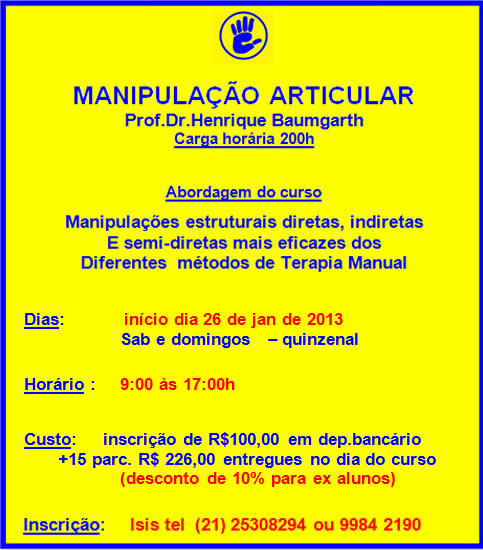 MANIPULAÇÃO ARTICULAR
Prof.Dr.Henrique Baumgarth
Carga horária 200h
Abordagem do curso
Manipulações estruturais diretas, indiretas
E semi-diretas mais eficazes dos
Diferentes métodos de Terapia Manual
Dias: início dia 26 de jan de 2013
Sab e domingos – quinzenal
Horário : 9:00 às 17:00h
Custo: inscrição de R$100,00 em dep.bancário
+15 parc. R$ 226,00 entregues no dia do curso
(desconto de 10% para ex alunos)
Inscrição: Isis tel (21) 25308294 ou 9984 2190